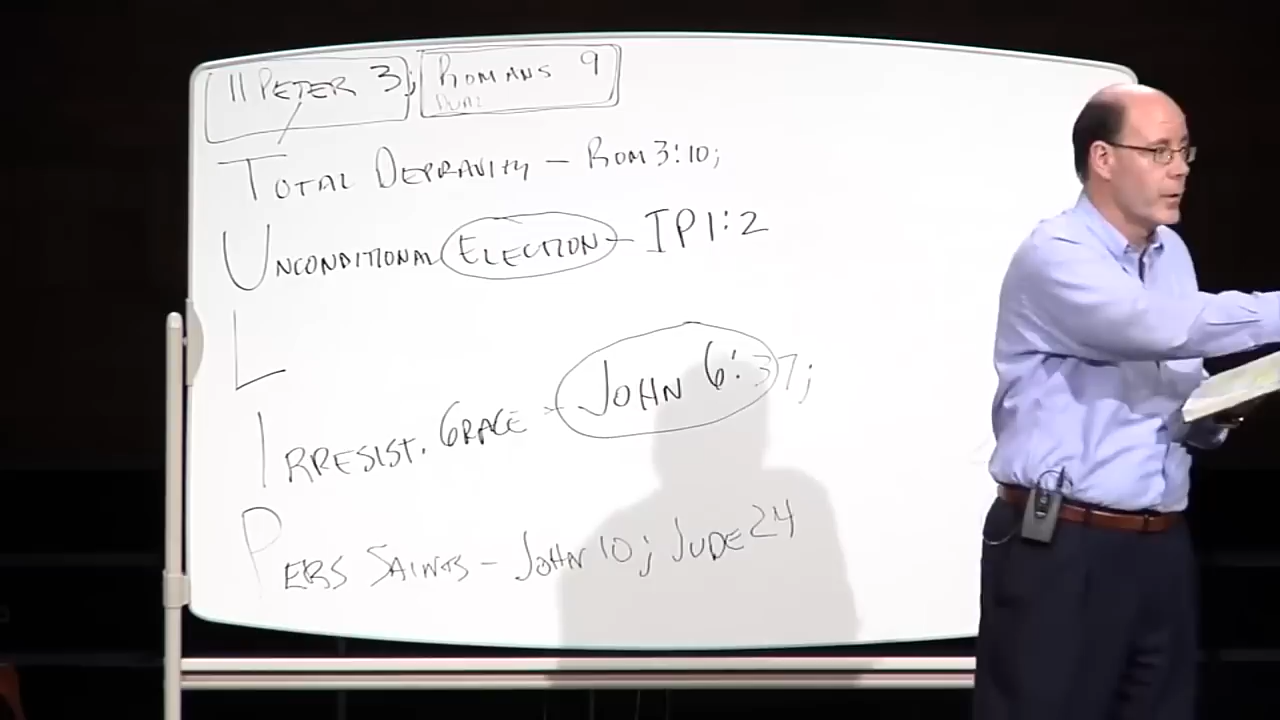 II PETER 3; ROMANS 9
TOTAL DEPRAVITY - ROM 3:10;
UNCONDITIONAL ELECTION - I P 1:2
L
IRRESIST. GRACE - JOHN 6:37;
PERS SAINTS - JOHN 10; JUDE 24